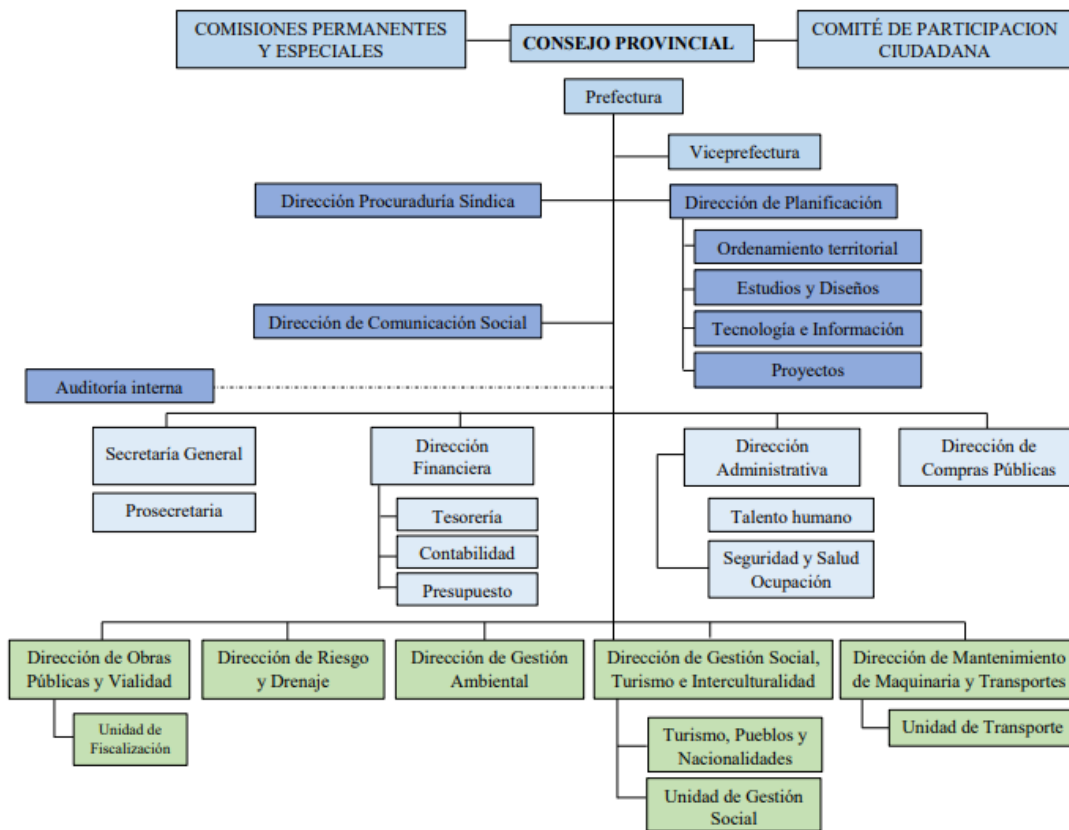 COMISIONES PERMANENTES
Y ESPECIALES
CONSEJO PROVINCIAL
COMITÉ DE PARTICIPACION
CIUDADANA
Prefectura
Viceprefectura
Dirección Procuraduría Síndica
Dirección de Planificación
Ordenamiento territorial
Estudios y Diseños
Dirección de Comunicación Social
Tecnología e Información
Proyectos
Auditoría interna
Secretaría General
Prosecretaria
Dirección
Financiera
Tesorería
Contabilidad
Presupuesto
Dirección
Administrativa
Talento humano
Seguridad y Salud
Ocupación
Dirección de
Compras Públicas
Dirección de Obras
Públicas y Vialidad
Unidad de
Fiscalización
Dirección de Riesgo
y Drenaje
Dirección de Gestión
Ambiental
Dirección de Gestión Social,
Turismo e Interculturalidad
Turismo, Pueblos y
Nacionalidades
Unidad de Gestión
Social
Dirección de Mantenimiento
de Maquinaria y Transportes
Unidad de Transporte